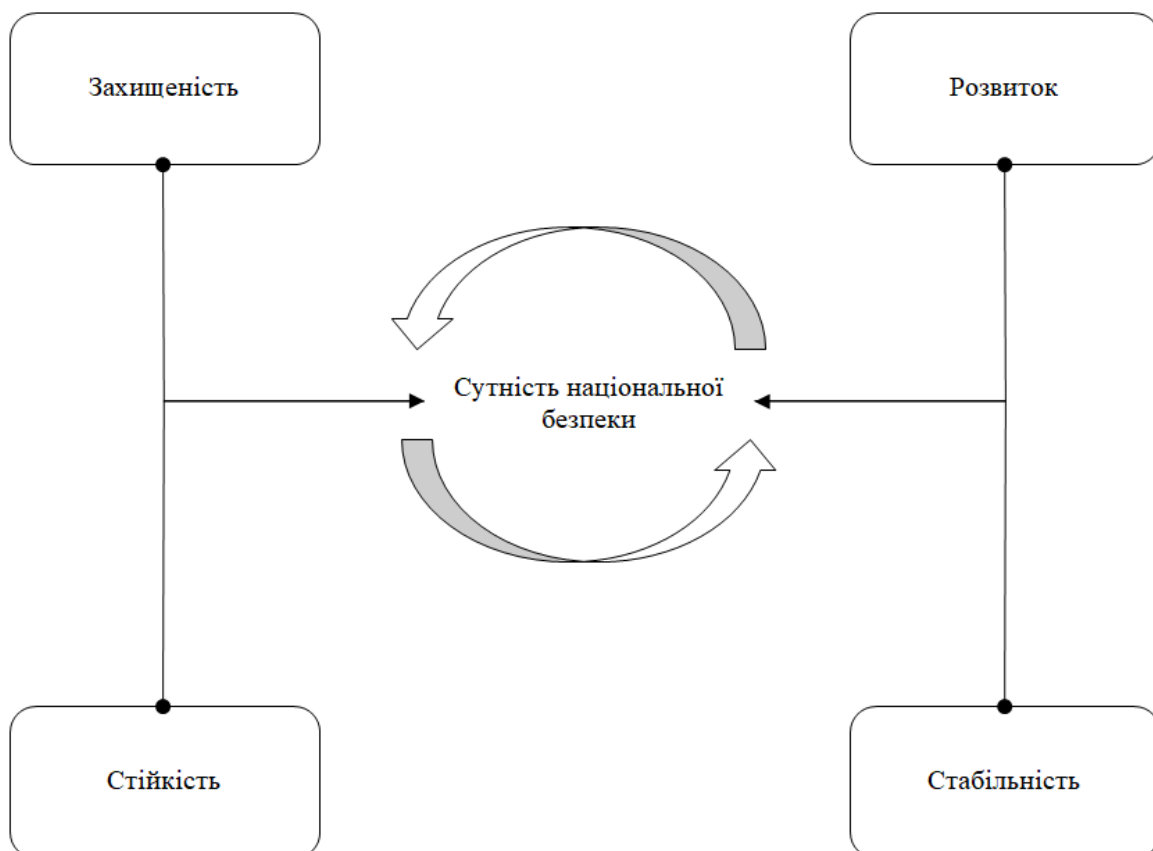 Захищеність
Розвиток
Сутність національної
безпеки
Стійкість
Стабільність